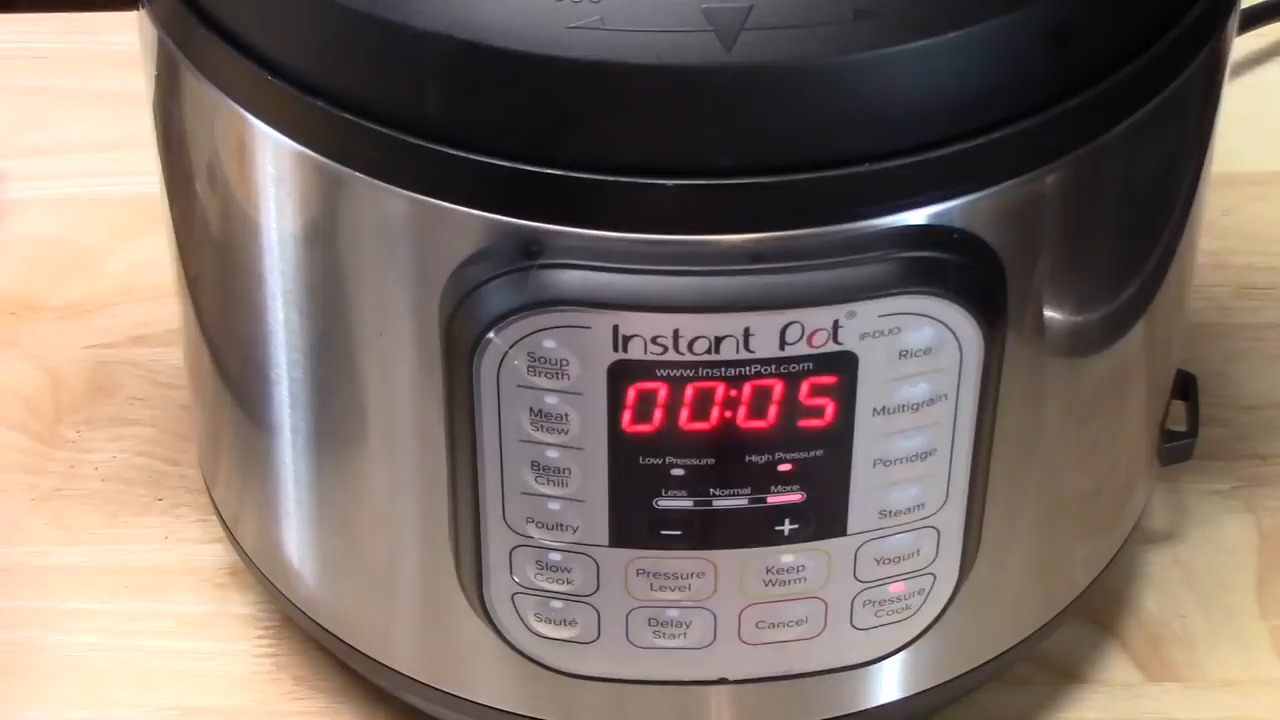 Instant Pot® IP-DUO
www.InstantPot.com
00:05
Low Pressure High Pressure
Less Normal More
− +
Soup
Broth
Meat
Stew
Bean
Chili
Poultry
Slow
Cook
Sauté
Pressure
Level
Delay
Start
Keep
Warm
Cancel
Rice
Multigrain
Porridge
Steam
Yogurt
Pressure
Cook